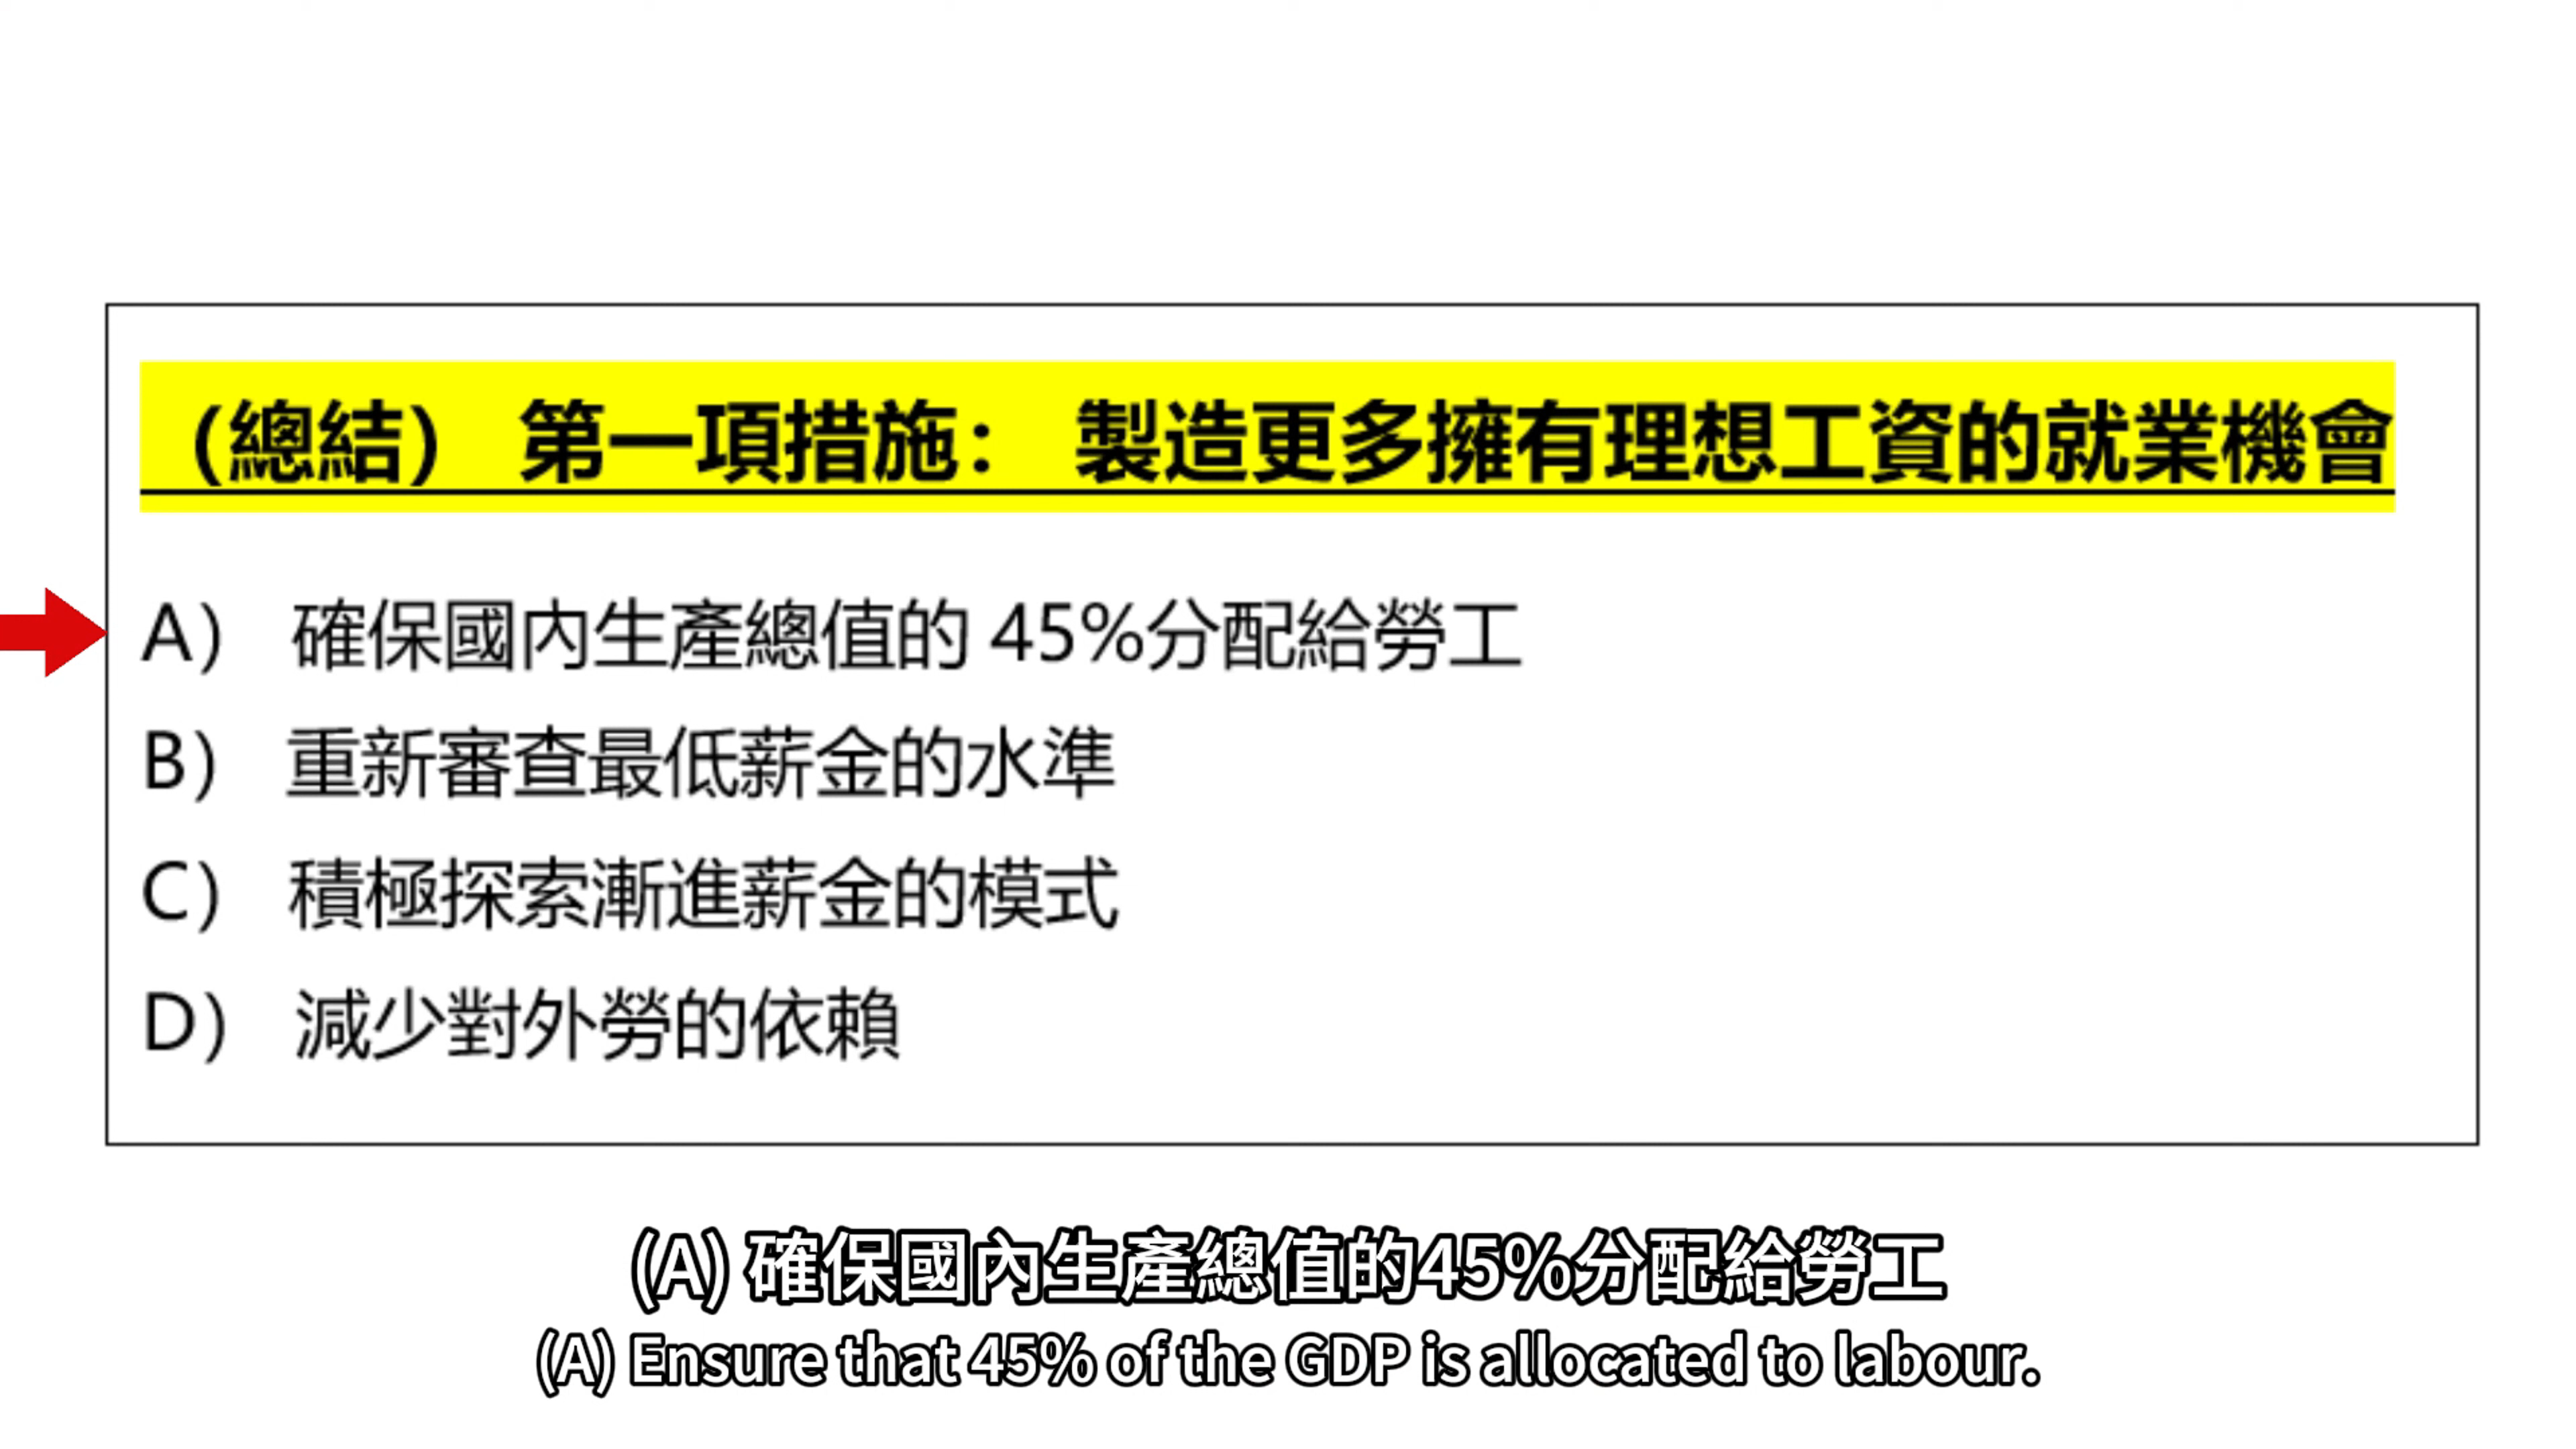 （總結） 第一項措施： 製造更多擁有理想工資的就業機會
A） 確保國內生產總值的 45%分配給勞工
B） 重新審查最低薪金的水準
C） 積極探索漸進薪金的模式
D） 減少對外勞的依賴
(A) 確保國內生產總值的45%分配給勞工
(A) Ensure that 45% of the GDP is allocated to labour.